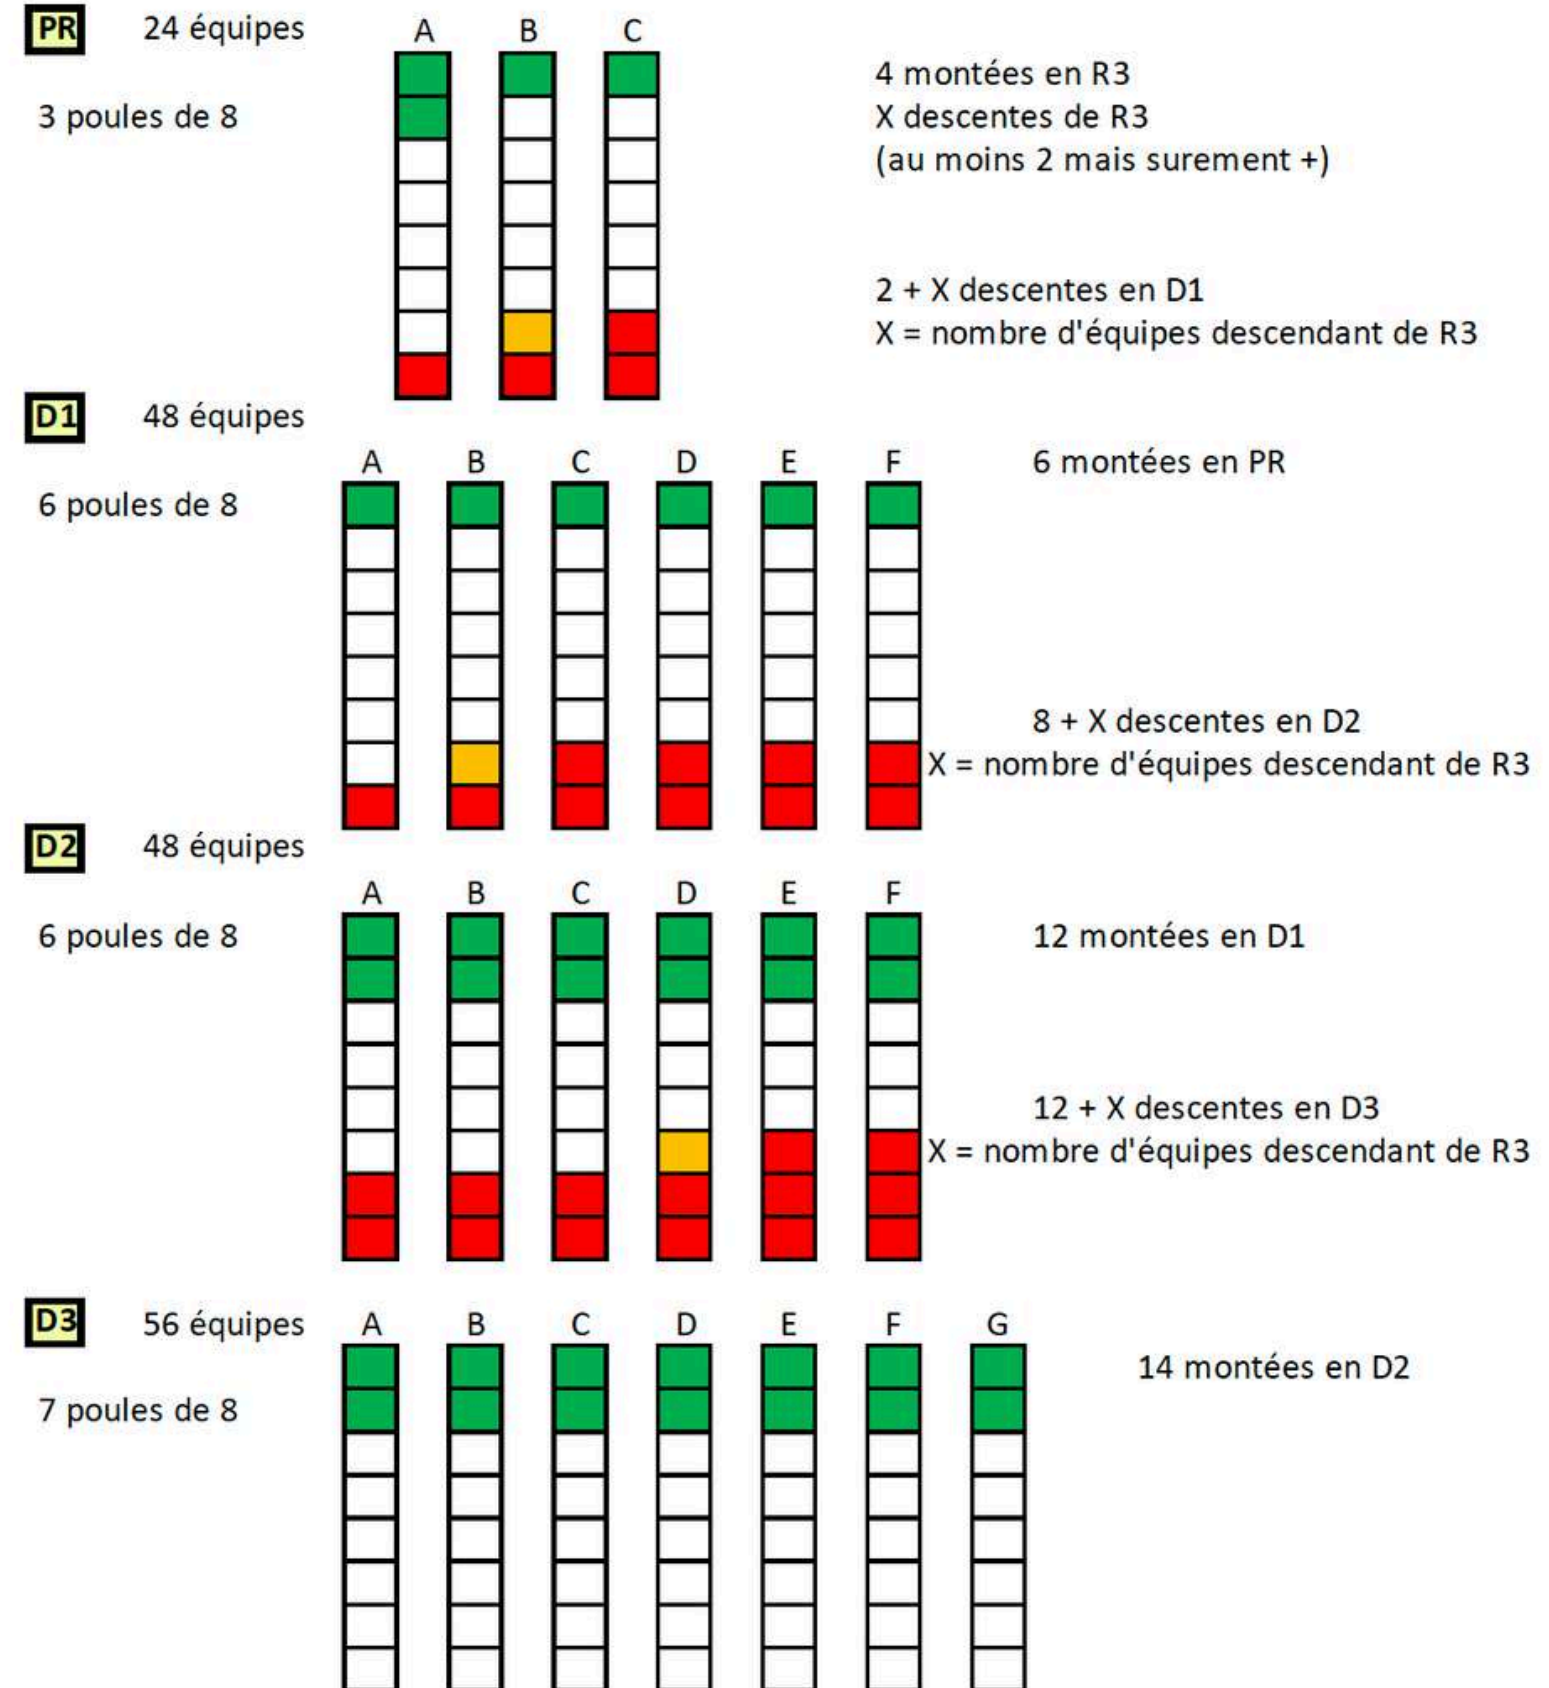 PR 24 équipes
A B C
3 poules de 8
4 montées en R3
X descentes de R3
(au moins 2 mais surement +)
2 + X descentes en D1
X = nombre d'équipes descendant de R3
D1 48 équipes
A B C D E F
6 poules de 8
6 montées en PR
8 + X descentes en D2
X = nombre d'équipes descendant de R3
D2 48 équipes
A B C D E F
6 poules de 8
12 montées en D1
12 + X descentes en D3
X = nombre d'équipes descendant de R3
D3 56 équipes
A B C D E F G
7 poules de 8
14 montées en D2